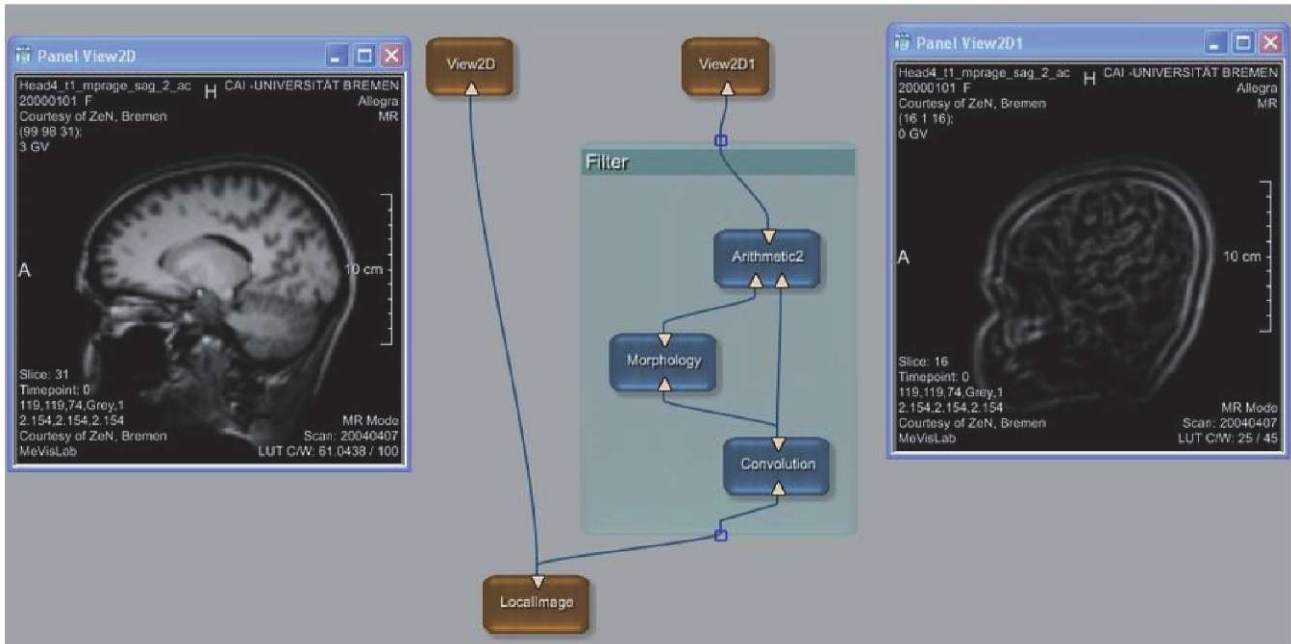 Panel View2D
Head4_t1_mprage_sag_2_ac H CAI -UNIVERSITÄT BREMEN
20000101 F Allegra
Courtesy of ZeN, Bremen MR
(99 98 31):
3 GV
A
10 cm
Slice: 31
Timepoint: 0
119,119,74,Grey,1
2.154,2.154,2.154 MR Mode
Courtesy of ZeN, Bremen Scan: 20040407
MeVisLab LUT C/W: 61.0438 / 100
View2D
View2D1
Filter
Arithmetic2
Morphology
Convolution
LocalImage
Panel View2D1
Head4_t1_mprage_sag_2_ac H CAI -UNIVERSITÄT BREMEN
20000101 F Allegra
Courtesy of ZeN, Bremen MR
(16 1 16):
0 GV
A
10 cm
Slice: 16
Timepoint: 0
119,119,74,Grey,1
2.154,2.154,2.154 MR Mode
Courtesy of ZeN, Bremen Scan: 20040407
MeVisLab LUT C/W: 25 / 45